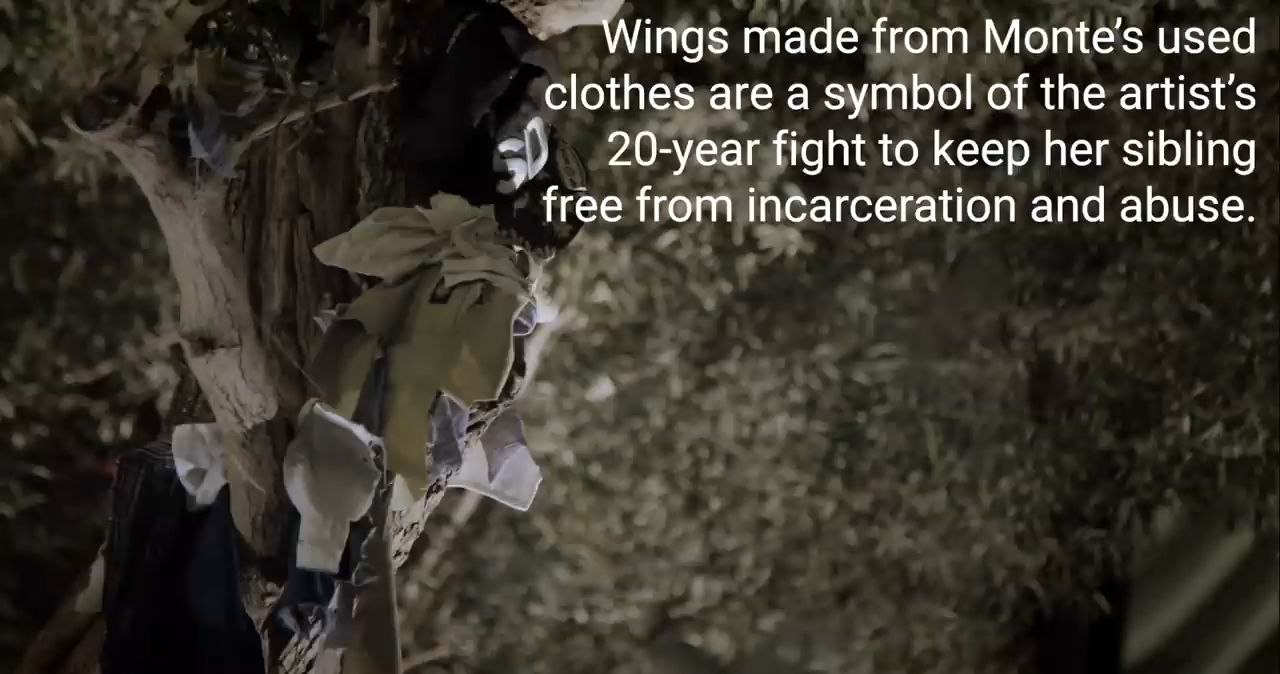 Wings made from Monte’s used
clothes are a symbol of the artist’s
20-year fight to keep her sibling
free from incarceration and abuse.
SD